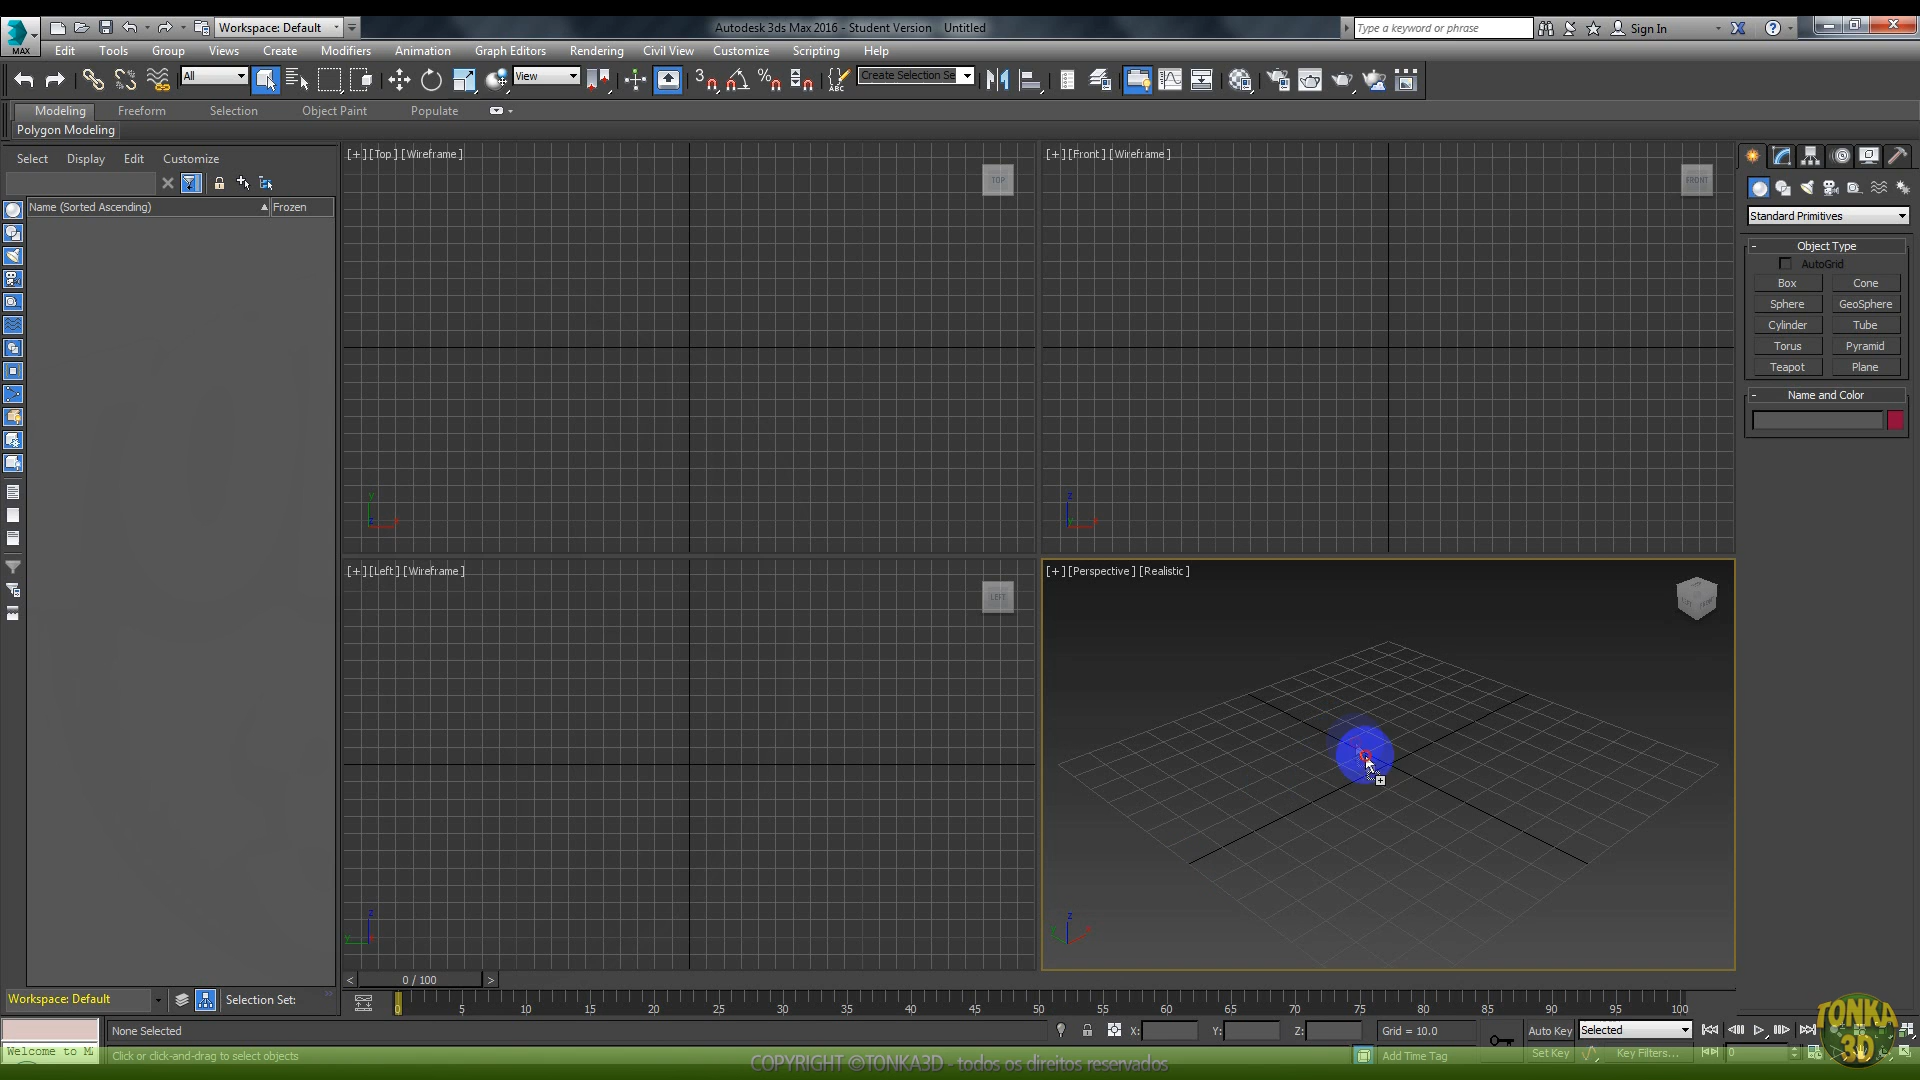 Workspace: Default
Autodesk 3ds Max 2016 - Student Version Untitled
Type a keyword or phrase
Sign In
MAX
Edit Tools Group Views Create Modifiers Animation Graph Editors Rendering Civil View Customize Scripting Help
All
View
3
ABC
Create Selection Se
Modeling Freeform Selection Object Paint Populate
Polygon Modeling
Select Display Edit Customize
Name (Sorted Ascending) Frozen
[+] [Top] [Wireframe]
TOP
y
z
x
[+] [Front] [Wireframe]
FRONT
z
y
x
[+] [Left] [Wireframe]
LEFT
z
y
x
[+] [Perspective] [Realistic]
z
Standard Primitives
- Object Type
AutoGrid
Box Cone
Sphere GeoSphere
Cylinder Tube
Torus Pyramid
Teapot Plane
- Name and Color
< 0 / 100 >
Workspace: Default
Selection Set:
0 5 10 15 20 25 30 35 40 45 50 55 60 65 70 75 80 85 90 95 100
None Selected
X: Y: Z: Grid = 10.0
Auto Key Selected
Welcome to M
Click or click-and-drag to select objects
Add Time Tag
Set Key Key Filters... 0
COPYRIGHT ©TONKA3D - todos os direitos reservados
TONKA
3D